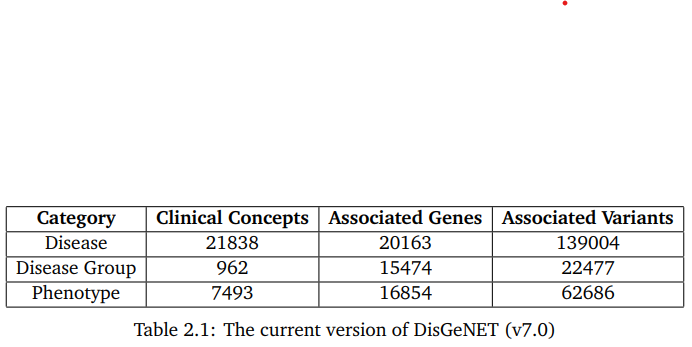 Category Clinical Concepts Associated Genes Associated Variants
Disease 21838 20163 139004
Disease Group 962 15474 22477
Phenotype 7493 16854 62686
Table 2.1: The current version of DisGeNET (v7.0)